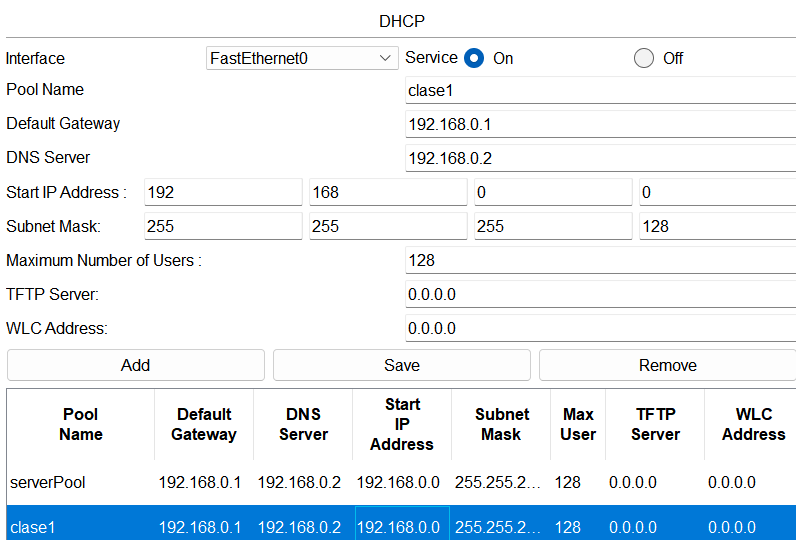 DHCP
Interface FastEthernet0 Service On Off
Pool Name clase1
Default Gateway 192.168.0.1
DNS Server 192.168.0.2
Start IP Address : 192 168 0 0
Subnet Mask: 255 255 255 128
Maximum Number of Users : 128
TFTP Server: 0.0.0.0
WLC Address: 0.0.0.0
Add Save Remove
Pool Name Default Gateway DNS Server Start IP Address Subnet Mask Max User TFTP Server WLC Address
serverPool 192.168.0.1 192.168.0.2 192.168.0.0 255.255.2... 128 0.0.0.0 0.0.0.0
clase1 192.168.0.1 192.168.0.2 192.168.0.0 255.255.2... 128 0.0.0.0 0.0.0.0